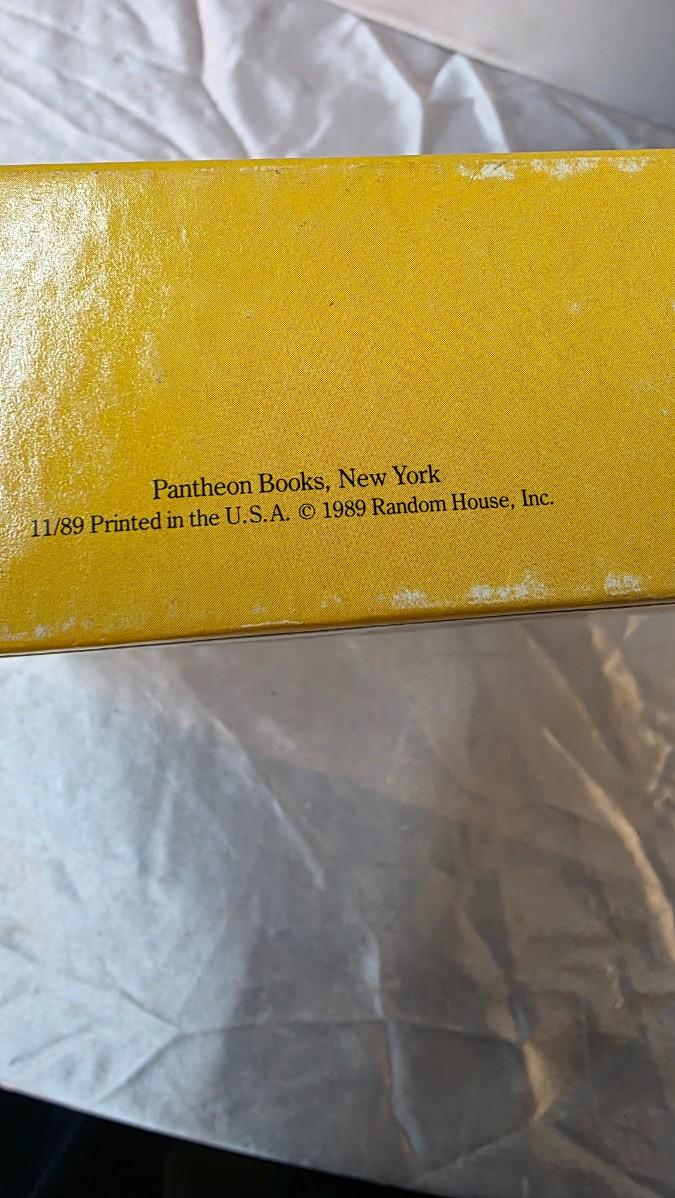 Pantheon Books, New York
11/89 Printed in the U.S.A. © 1989 Random House, Inc.